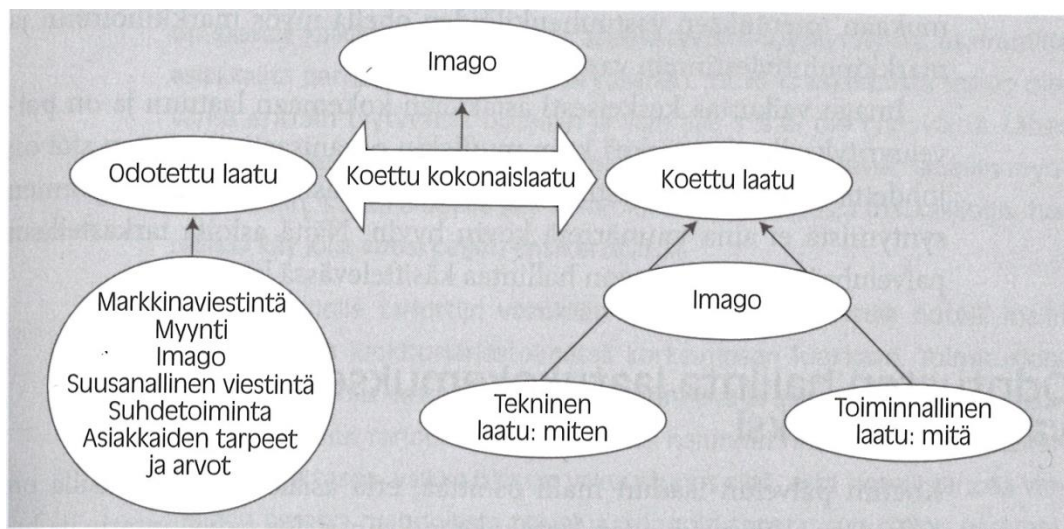 Imago
Odotettu laatu
Koettu kokonaislaatu
Koettu laatu
Imago
Markkinaviestintä
Myynti
Imago
Suusanallinen viestintä
Suhdetoiminta
Asiakkaiden tarpeet
ja arvot
Tekninen
laatu: miten
Toiminnallinen
laatu: mitä